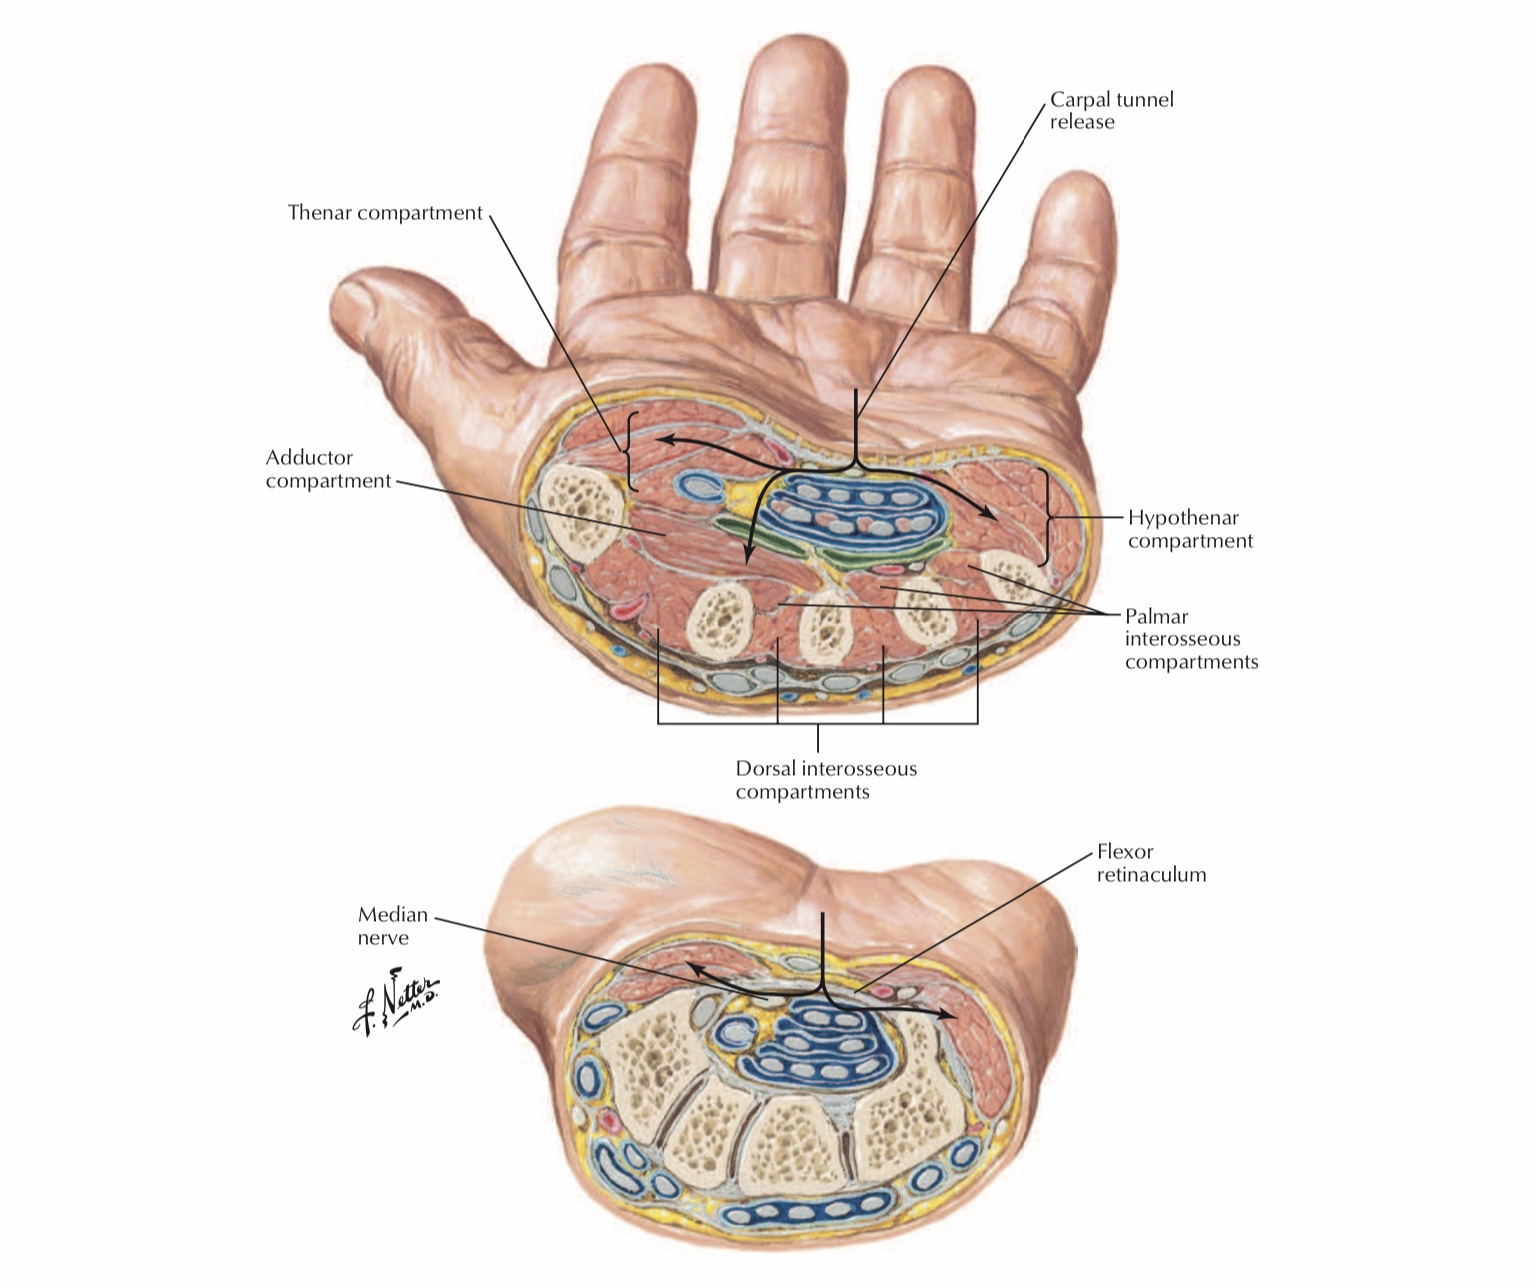 Carpal tunnel
release
Thenar compartment
Adductor
compartment
Hypothenar
compartment
Palmar
interosseous
compartments
Dorsal interosseous
compartments
Flexor
retinaculum
Median
nerve
F. Netter
M.D.